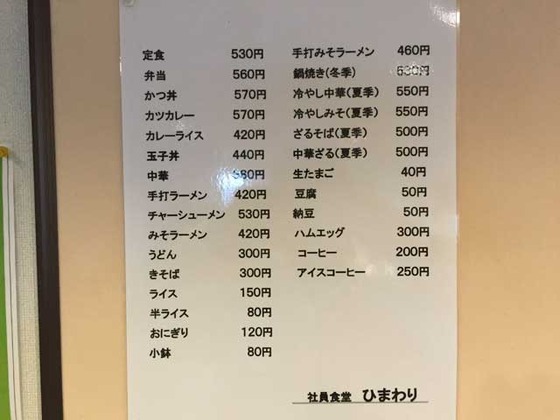 定食 530円
弁当 560円
かつ丼 570円
カツカレー 570円
カレーライス 420円
玉子丼 440円
中華 380円
手打ラーメン 420円
チャーシューメン 530円
みそラーメン 420円
うどん 300円
きそば 300円
ライス 150円
半ライス 80円
おにぎり 120円
小鉢 80円
手打みそラーメン 460円
鍋焼き(冬季) 530円
冷やし中華(夏季) 550円
冷やしみそ(夏季) 550円
ざるそば(夏季) 500円
中華ざる(夏季) 500円
生たまご 40円
豆腐 50円
納豆 50円
ハムエッグ 300円
コーヒー 200円
アイスコーヒー 250円
社員食堂 ひまわり